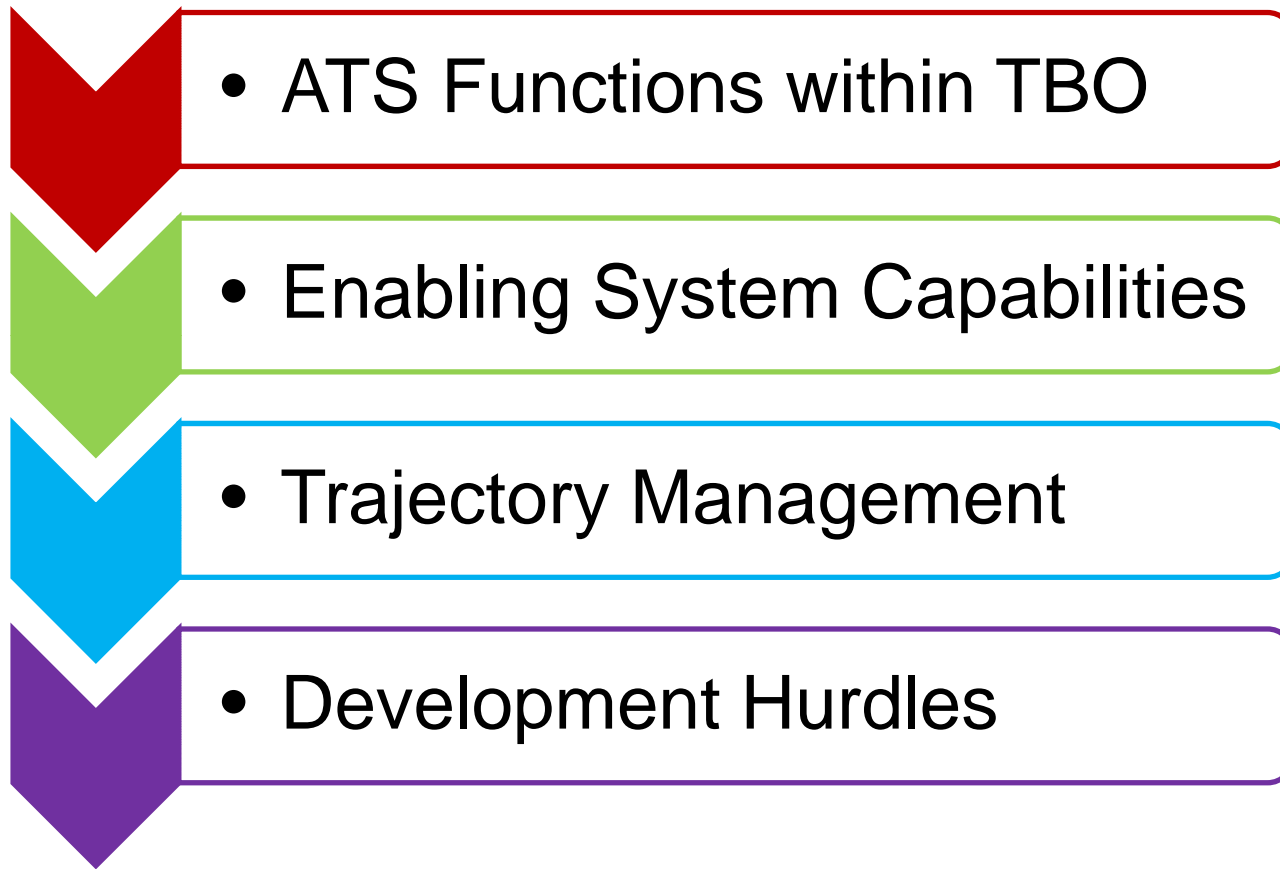 • ATS Functions within TBO
• Enabling System Capabilities
• Trajectory Management
• Development Hurdles